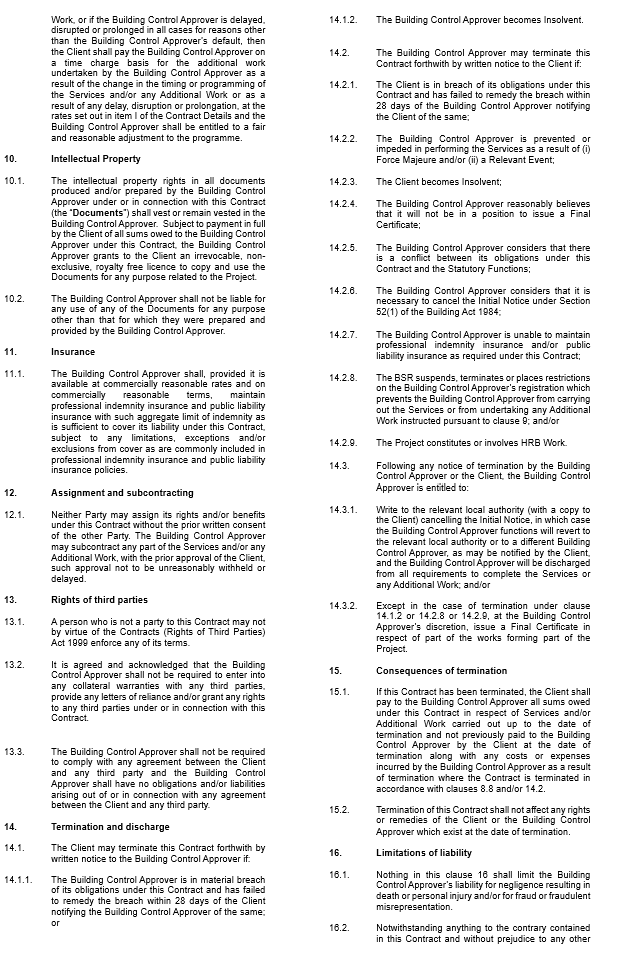 Work, or if the Building Control Approver is delayed,
disrupted or prolonged in all cases for reasons other
than the Building Control Approver's default, then
the Client shall pay the Building Control Approver on
a time charge basis for the additional work
undertaken by the Building Control Approver as a
result of the change in the timing or programming of
the Services and/or any Additional Work or as a
result of any delay, disruption or prolongation, at the
rates set out in item I of the Contract Details and the
Building Control Approver shall be entitled to a fair
and reasonable adjustment to the programme.
10. Intellectual Property
10.1. The intellectual property rights in all documents
produced and/or prepared by the Building Control
Approver under or in connection with this Contract
(the "Documents") shall vest or remain vested in the
Building Control Approver. Subject to payment in full
by the Client of all sums owed to the Building Control
Approver under this Contract, the Building Control
Approver grants to the Client an irrevocable, non-
exclusive, royalty free licence to copy and use the
Documents for any purpose related to the Project.
10.2. The Building Control Approver shall not be liable for
any use of any of the Documents for any purpose
other than that for which they were prepared and
provided by the Building Control Approver.
11. Insurance
11.1. The Building Control Approver shall, provided it is
available at commercially reasonable rates and on
commercially reasonable terms, maintain
professional indemnity insurance and public liability
insurance with such aggregate limit of indemnity as
is sufficient to cover its liability under this Contract,
subject to any limitations, exceptions and/or
exclusions from cover as are commonly included in
professional indemnity insurance and public liability
insurance policies.
12. Assignment and subcontracting
12.1. Neither Party may assign its rights and/or benefits
under this Contract without the prior written consent
of the other Party. The Building Control Approver
may subcontract any part of the Services and/or any
Additional Work, with the prior approval of the Client,
such approval not to be unreasonably withheld or
delayed.
13. Rights of third parties
13.1. A person who is not a party to this Contract may not
by virtue of the Contracts (Rights of Third Parties)
Act 1999 enforce any of its terms.
13.2. It is agreed and acknowledged that the Building
Control Approver shall not be required to enter into
any collateral warranties with any third parties,
provide any letters of reliance and/or grant any rights
to any third parties under or in connection with this
Contract.
13.3. The Building Control Approver shall not be required
to comply with any agreement between the Client
and any third party and the Building Control
Approver shall have no obligations and/or liabilities
arising out of or in connection with any agreement
between the Client and any third party.
14. Termination and discharge
14.1. The Client may terminate this Contract forthwith by
written notice to the Building Control Approver if:
14.1.1. The Building Control Approver is in material breach
of its obligations under this Contract and has failed
to remedy the breach within 28 days of the Client
notifying the Building Control Approver of the same;
or
14.1.2. The Building Control Approver becomes Insolvent.
14.2. The Building Control Approver may terminate this
Contract forthwith by written notice to the Client if:
14.2.1. The Client is in breach of its obligations under this
Contract and has failed to remedy the breach within
28 days of the Building Control Approver notifying
the Client of the same;
14.2.2. The Building Control Approver is prevented or
impeded in performing the Services as a result of (i)
Force Majeure and/or (ii) a Relevant Event;
14.2.3. The Client becomes Insolvent;
14.2.4. The Building Control Approver reasonably believes
that it will not be in a position to issue a Final
Certificate;
14.2.5. The Building Control Approver considers that there
is a conflict between its obligations under this
Contract and the Statutory Functions;
14.2.6. The Building Control Approver considers that it is
necessary to cancel the Initial Notice under Section
52(1) of the Building Act 1984;
14.2.7. The Building Control Approver is unable to maintain
professional indemnity insurance and/or public
liability insurance as required under this Contract;
14.2.8. The BSR suspends, terminates or places restrictions
on the Building Control Approver's registration which
prevents the Building Control Approver from carrying
out the Services or from undertaking any Additional
Work instructed pursuant to clause 9; and/or
14.2.9. The Project constitutes or involves HRB Work.
14.3. Following any notice of termination by the Building
Control Approver or the Client, the Building Control
Approver is entitled to:
14.3.1. Write to the relevant local authority (with a copy to
the Client) cancelling the Initial Notice, in which case
the Building Control Approver functions will revert to
the relevant local authority or to a different Building
Control Approver, as may be notified by the Client,
and the Building Control Approver will be discharged
from all requirements to complete the Services or
any Additional Work; and/or
14.3.2. Except in the case of termination under clause
14.1.2 or 14.2.8 or 14.2.9, at the Building Control
Approver's discretion, issue a Final Certificate in
respect of part of the works forming part of the
Project.
15. Consequences of termination
15.1. If this Contract has been terminated, the Client shall
pay to the Building Control Approver all sums owed
under this Contract in respect of Services and/or
Additional Work carried out up to the date of
termination and not previously paid to the Building
Control Approver by the Client at the date of
termination along with any costs or expenses
incurred by the Building Control Approver as a result
of termination where the Contract is terminated in
accordance with clauses 8.8 and/or 14.2.
15.2. Termination of this Contract shall not affect any rights
or remedies of the Client or the Building Control
Approver which exist at the date of termination.
16. Limitations of liability
16.1. Nothing in this clause 16 shall limit the Building
Control Approver's liability for negligence resulting in
death or personal injury and/or for fraud or fraudulent
misrepresentation.
16.2. Notwithstanding anything to the contrary contained
in this Contract and without prejudice to any other